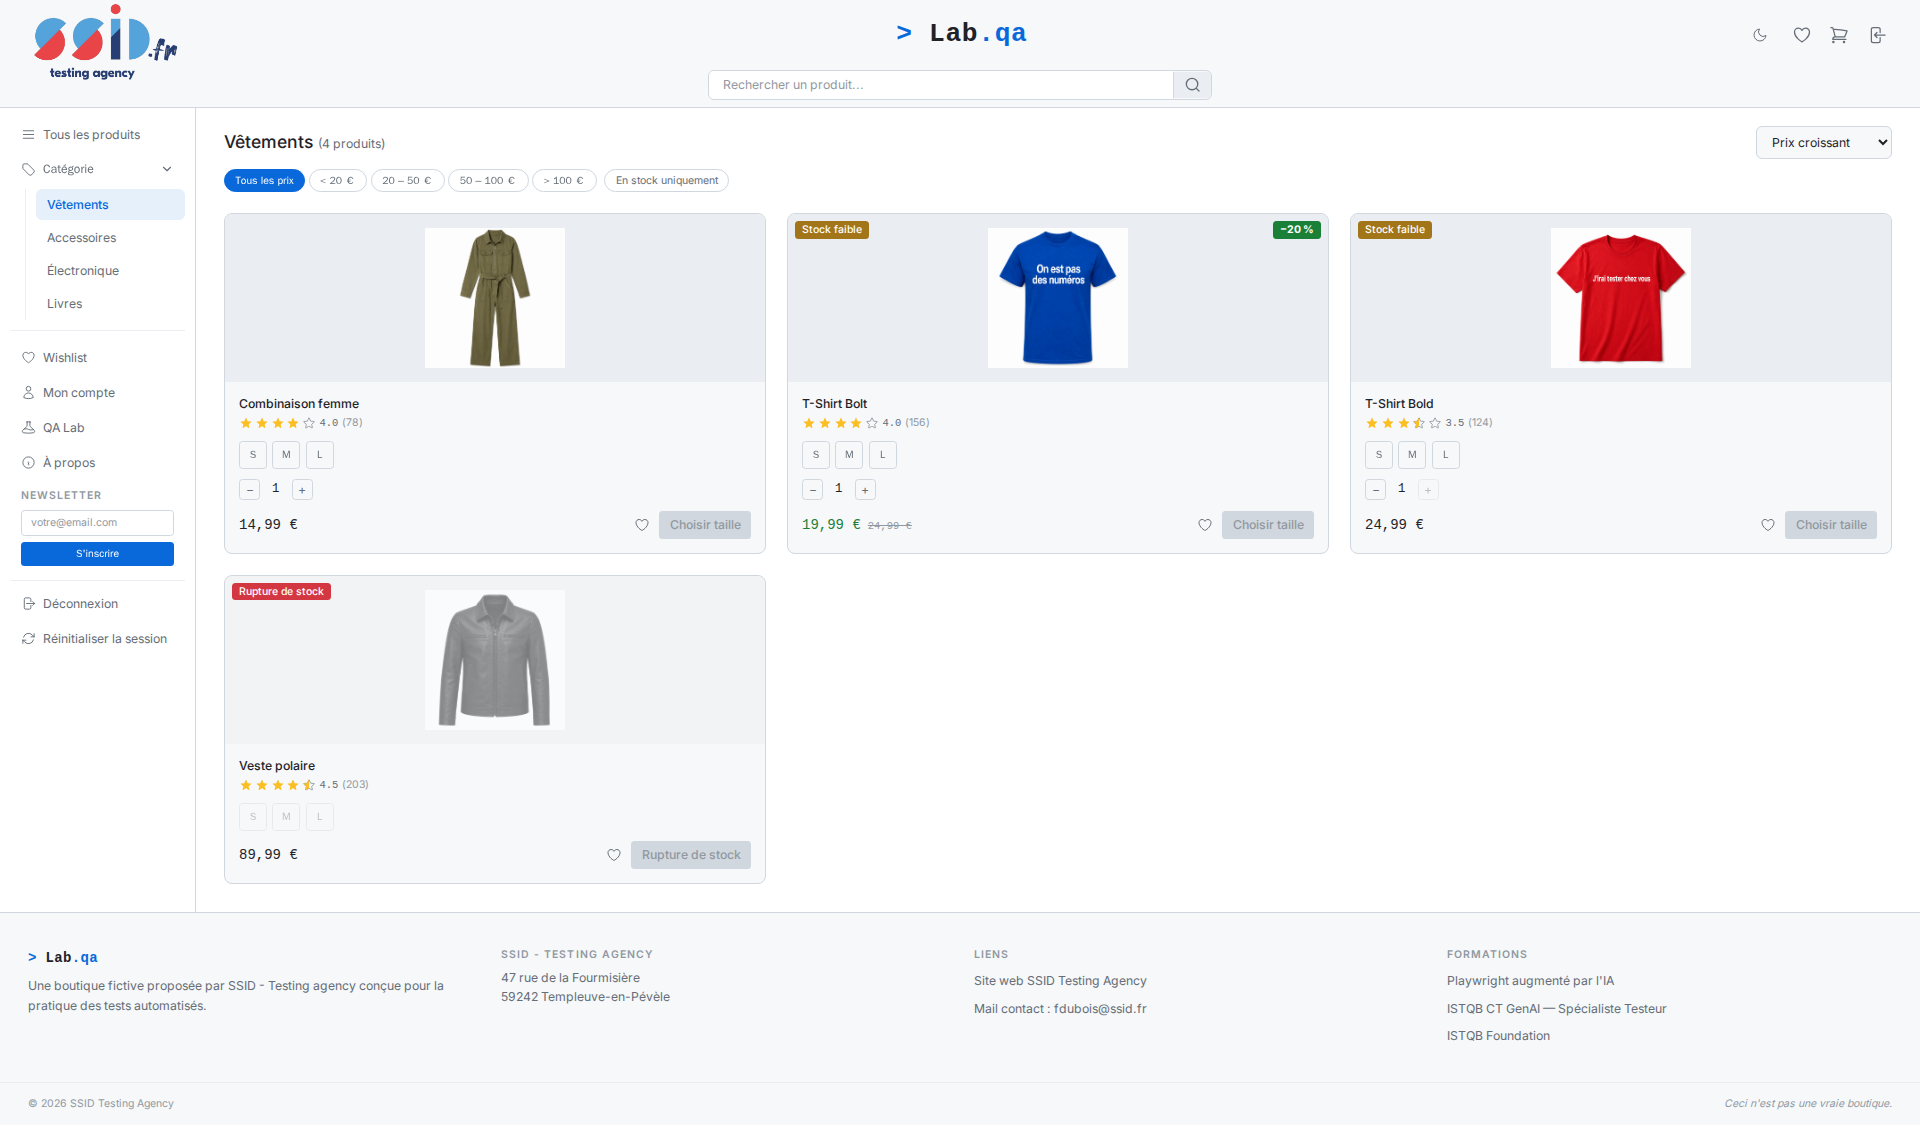 ssiD.fr
testing agency
> Lab.qa
Rechercher un produit...
Tous les produits
Catégorie
Vêtements
Accessoires
Électronique
Livres
Wishlist
Mon compte
QA Lab
À propos
NEWSLETTER
votre@email.com
S'inscrire
Déconnexion
Réinitialiser la session
Vêtements (4 produits)
Prix croissant
Tous les prix
< 20 €
20 – 50 €
50 – 100 €
> 100 €
En stock uniquement
Combinaison femme
4.0 (78)
S M L
− 1 +
14,99 €
Choisir taille
Stock faible
−20 %
On est pas
des numéros
T-Shirt Bolt
4.0 (156)
S M L
− 1 +
19,99 € 24,99 €
Choisir taille
Stock faible
J'irai tester chez vous
T-Shirt Bold
3.5 (124)
S M L
− 1 +
24,99 €
Choisir taille
Rupture de stock
Veste polaire
4.5 (203)
S M L
89,99 €
Rupture de stock
> Lab.qa
Une boutique fictive proposée par SSID - Testing agency conçue pour la
pratique des tests automatisés.
SSID - TESTING AGENCY
47 rue de la Fourmisière
59242 Templeuve-en-Pévèle
LIENS
Site web SSID Testing Agency
Mail contact : fdubois@ssid.fr
FORMATIONS
Playwright augmenté par l'IA
ISTQB CT GenAI — Spécialiste Testeur
ISTQB Foundation
© 2026 SSID Testing Agency
Ceci n'est pas une vraie boutique.